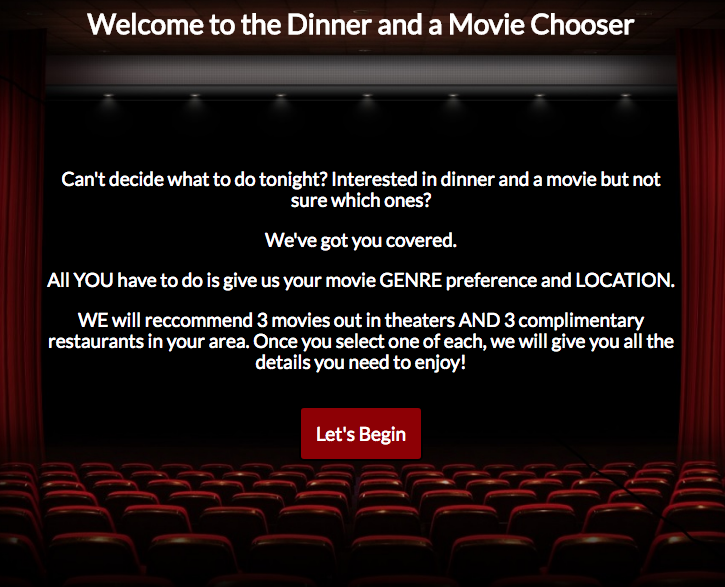 Welcome to the Dinner and a Movie Chooser
Can't decide what to do tonight? Interested in dinner and a movie but not
sure which ones?
We've got you covered.
All YOU have to do is give us your movie GENRE preference and LOCATION.
WE will reccommend 3 movies out in theaters AND 3 complimentary
restaurants in your area. Once you select one of each, we will give you all the
details you need to enjoy!
Let's Begin